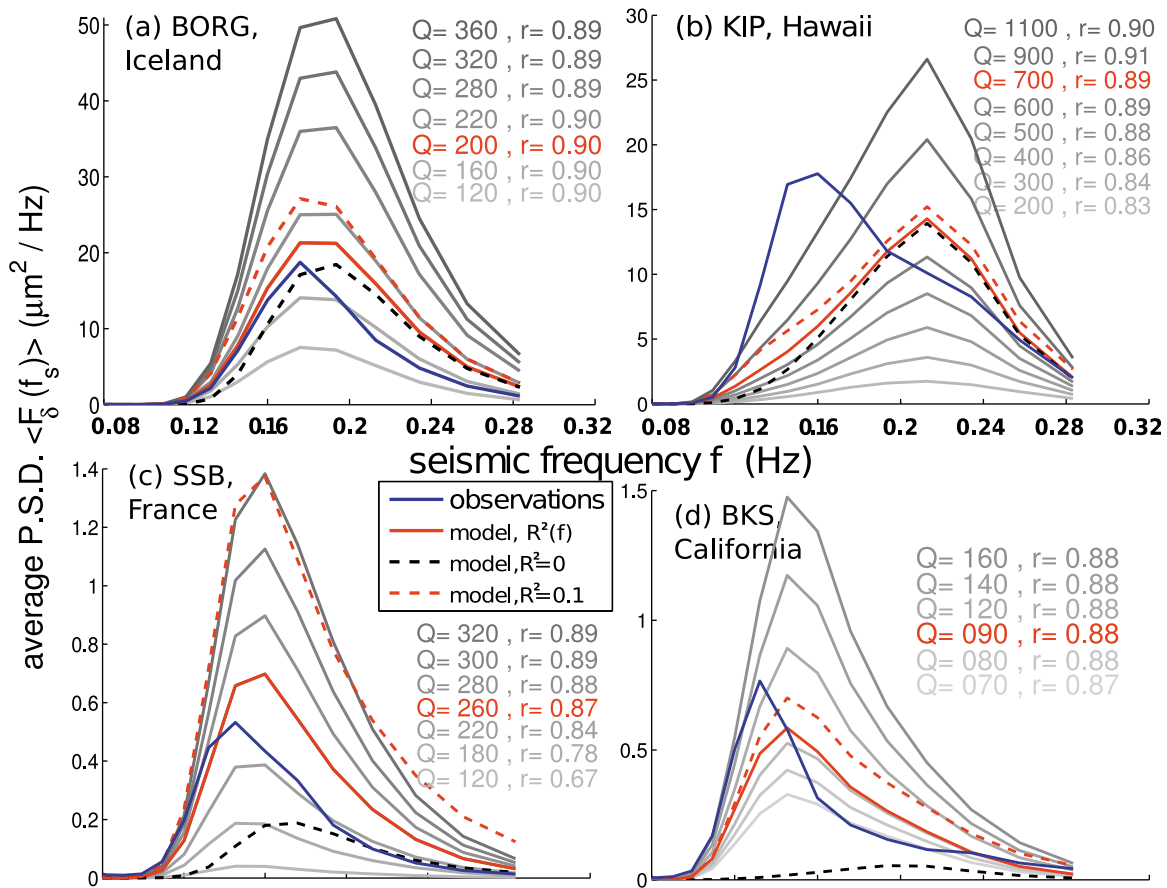 average P.S.D. <F_δ (f_s)> (μm² / Hz)
(a) BORG,
Iceland
Q= 360 , r= 0.89
Q= 320 , r= 0.89
Q= 280 , r= 0.89
Q= 220 , r= 0.90
Q= 200 , r= 0.90
Q= 160 , r= 0.90
Q= 120 , r= 0.90
50
40
30
20
10
0
0.08 0.12 0.16 0.2 0.24 0.28 0.32
(b) KIP, Hawaii
Q= 1100 , r= 0.90
Q= 900 , r= 0.91
Q= 700 , r= 0.89
Q= 600 , r= 0.89
Q= 500 , r= 0.88
Q= 400 , r= 0.86
Q= 300 , r= 0.84
Q= 200 , r= 0.83
30
25
20
15
10
5
0
0.08 0.12 0.16 0.2 0.24 0.28 0.32
seismic frequency f (Hz)
(c) SSB,
France
observations
model, R²(f)
model,R²=0
model,R²=0.1
Q= 320 , r= 0.89
Q= 300 , r= 0.89
Q= 280 , r= 0.88
Q= 260 , r= 0.87
Q= 220 , r= 0.84
Q= 180 , r= 0.78
Q= 120 , r= 0.67
1.4
1.2
1
0.8
0.6
0.4
0.2
0
(d) BKS,
California
Q= 160 , r= 0.88
Q= 140 , r= 0.88
Q= 120 , r= 0.88
Q= 090 , r= 0.88
Q= 080 , r= 0.88
Q= 070 , r= 0.87
1.5
1
0.5
0